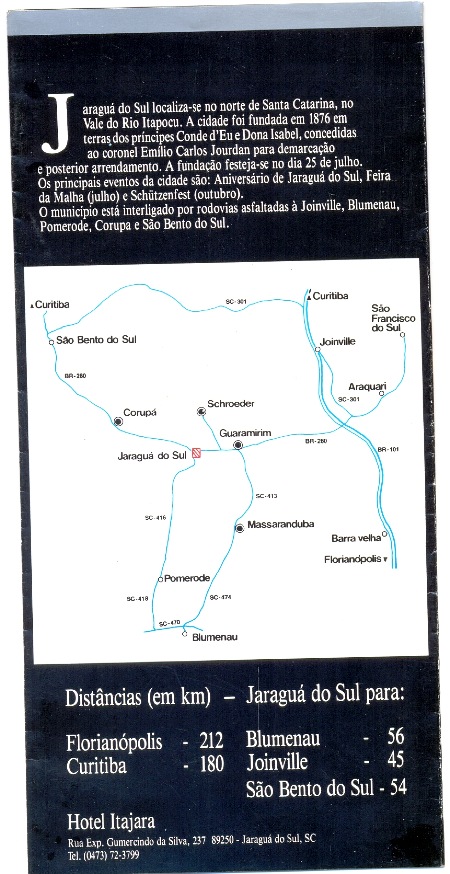 Jaraguá do Sul localiza-se no norte de Santa Catarina, no
Vale do Rio Itapocu. A cidade foi fundada em 1876 em
terras dos príncipes Conde d'Eu e Dona Isabel, concedidas
ao coronel Emílio Carlos Jourdan para demarcação
e posterior arrendamento. A fundação festeja-se no dia 25 de julho.
Os principais eventos da cidade são: Aniversário de Jaraguá do Sul, Feira
da Malha (julho) e Schützenfest (outubro).
O município está interligado por rodovias asfaltadas à Joinville, Blumenau,
Pomerode, Corupa e São Bento do Sul.
Curitiba
SC-301
Curitiba
São
Francisco
do Sul
São Bento do Sul
Joinville
BR-280
Araquari
SC-301
Corupá
Schroeder
Guaramirim
BR-280
Jaraguá do Sul
BR-101
SC-413
SC-416
Massaranduba
Barra velha
Floriandpolis
Pomerode
SC-418
SC-474
SC-470
Blumenau
Distâncias (em km) – Jaraguá do Sul para:
Florianópolis - 212 Blumenau - 56
Curitiba - 180 Joinville - 45
São Bento do Sul - 54
Hotel Itajara
Rua Exp. Gumercindo da Silva, 237 89250 - Jaraguá do Sul, SC
Tel. (0473) 72-3799